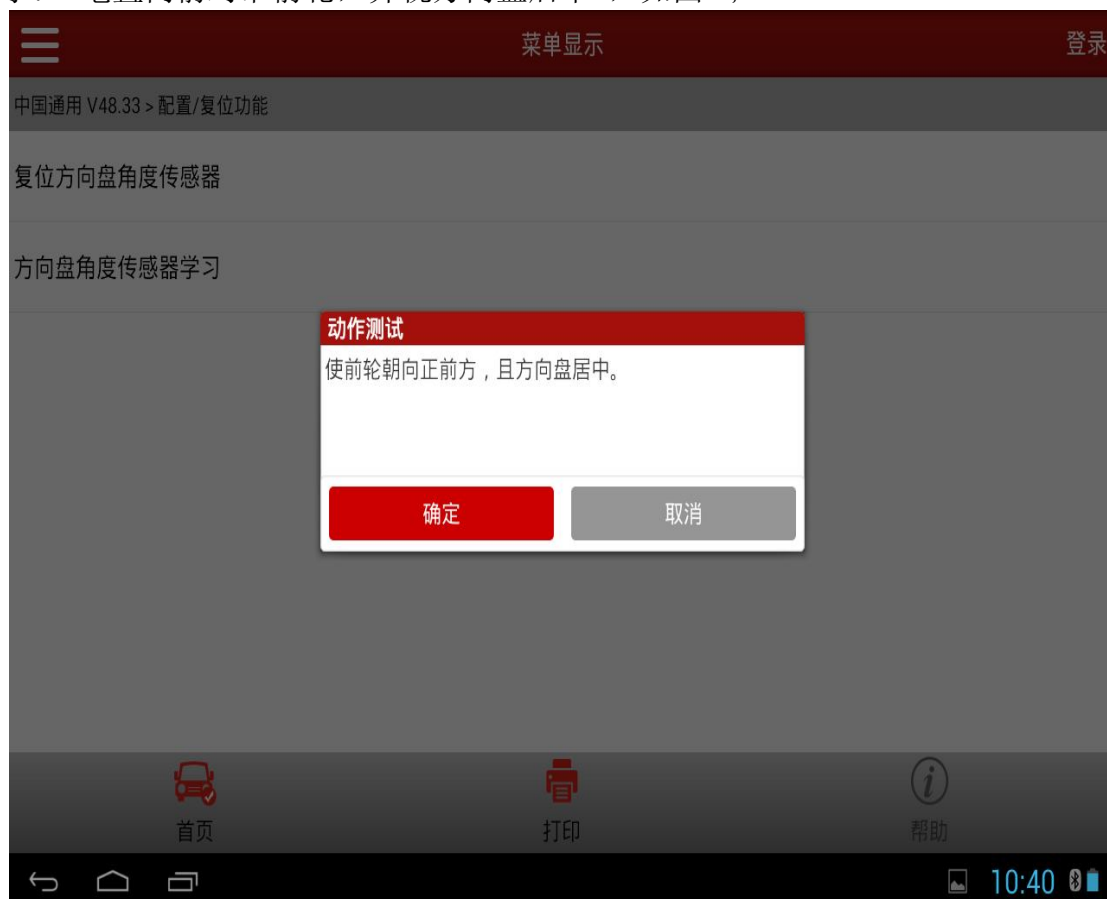 菜单显示
登录
中国通用 V48.33 > 配置/复位功能
复位方向盘角度传感器
方向盘角度传感器学习
动作测试
使前轮朝向正前方，且方向盘居中。
确定
取消
首页
打印
帮助
10:40